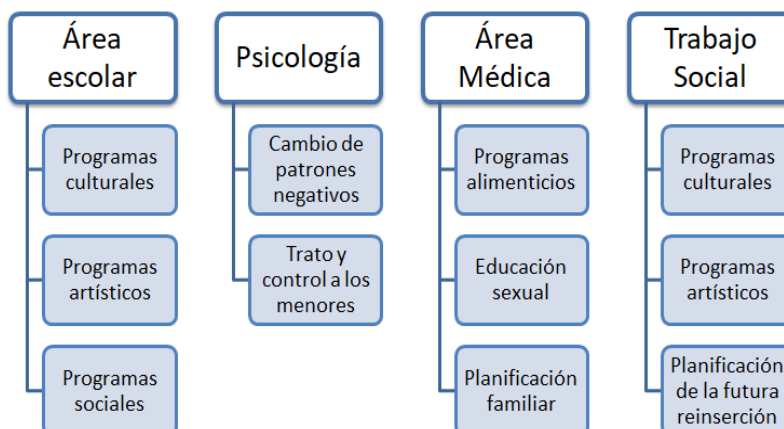 Área
escolar
Programas
culturales
Programas
artísticos
Programas
sociales
Psicología
Cambio de
patrones
negativos
Trato y
control a los
menores
Área
Médica
Programas
alimenticios
Educación
sexual
Planificación
familiar
Trabajo
Social
Programas
culturales
Programas
artísticos
Planificación
de la futura
reinserción